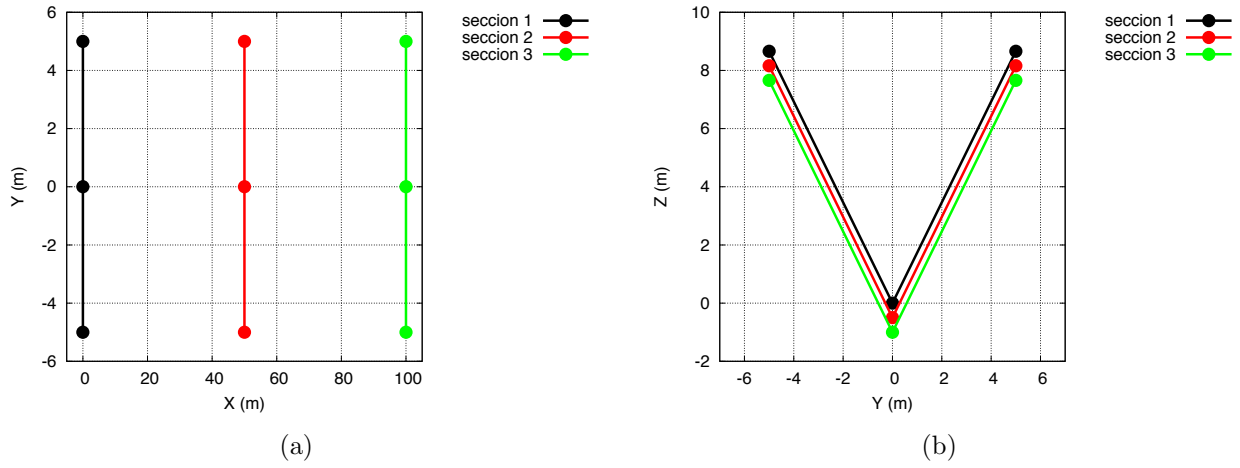 6
4
2
0
-2
-4
-6
0 20 40 60 80 100
X (m)
Y (m)
seccion 1
seccion 2
seccion 3
(a)
10
8
6
4
2
0
-2
-6 -4 -2 0 2 4 6
Y (m)
Z (m)
seccion 1
seccion 2
seccion 3
(b)